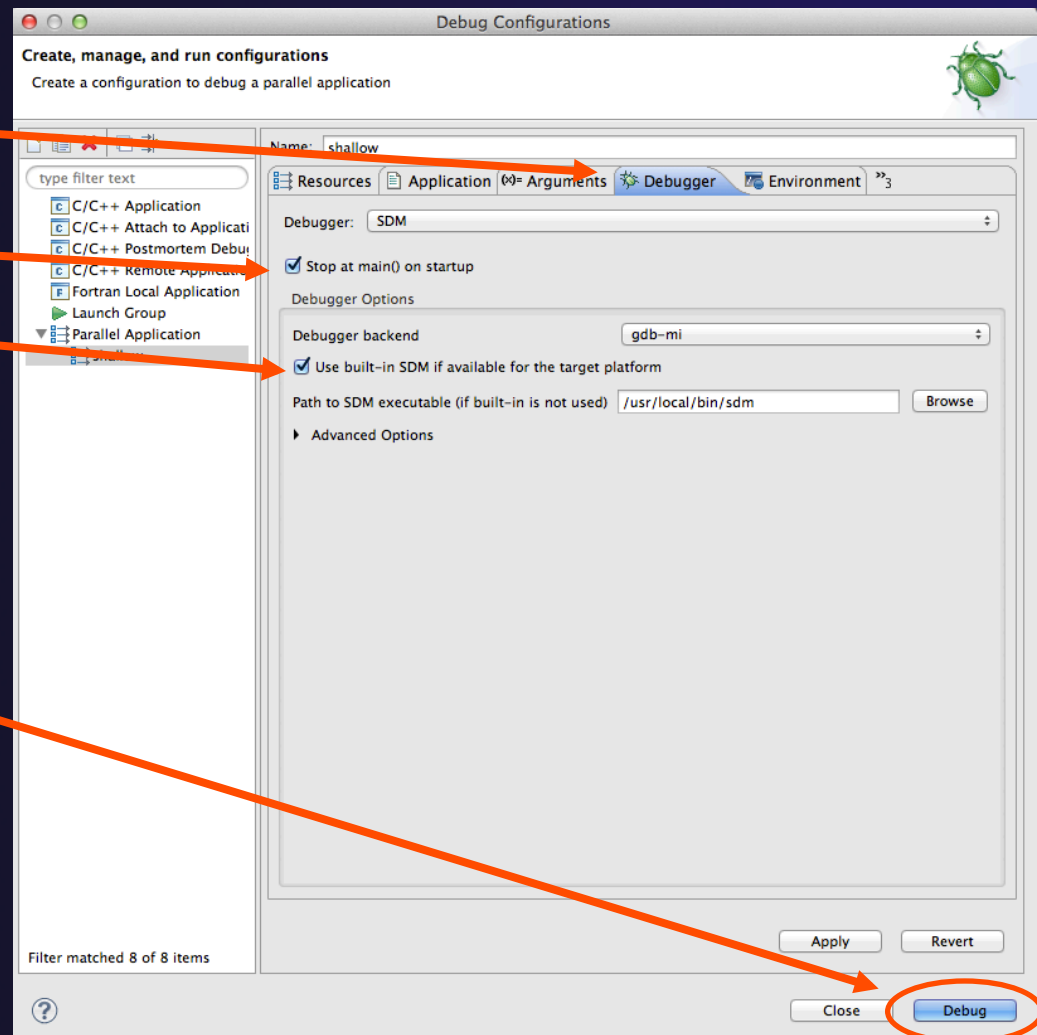 Debug Configurations
Create, manage, and run configurations
Create a configuration to debug a parallel application
Name: shallow
type filter text
Resources Application (x)= Arguments Debugger Environment »3
C/C++ Application
C/C++ Attach to Applicati
C/C++ Postmortem Debu
C/C++ Remote
Fortran Local Application
Launch Group
Parallel Application
Debugger: SDM
Stop at main() on startup
Debugger Options
Debugger backend gdb-mi
Use built-in SDM if available for the target platform
Path to SDM executable (if built-in is not used) /usr/local/bin/sdm Browse
Advanced Options
Apply Revert
Filter matched 8 of 8 items
? Close Debug